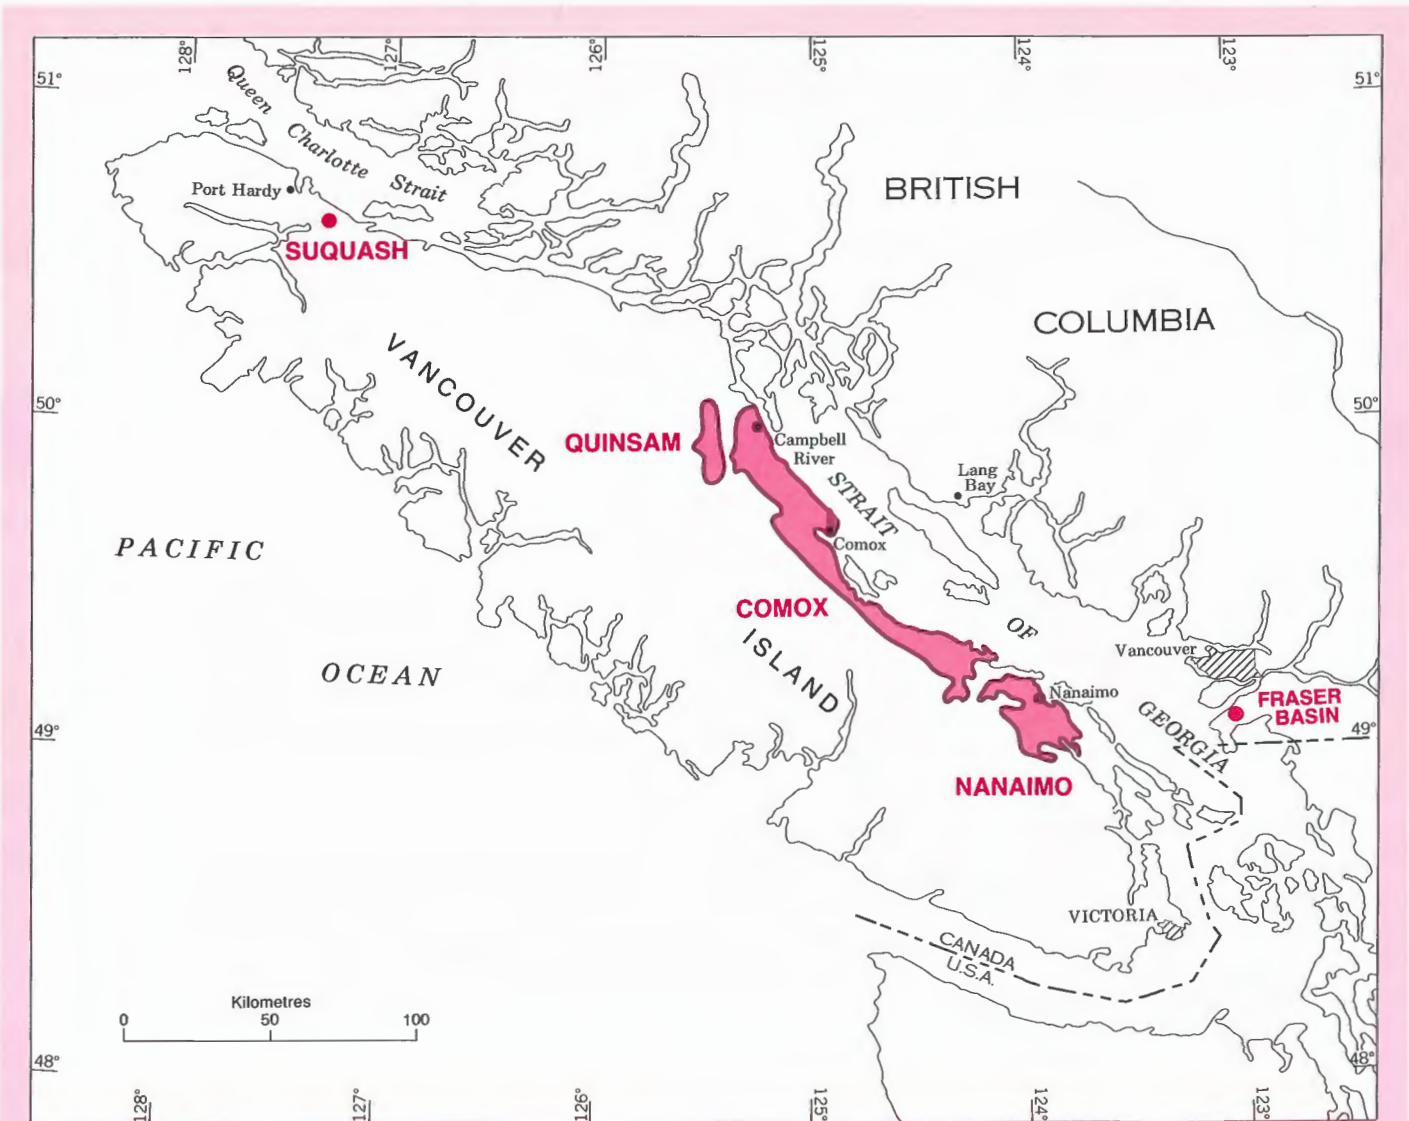 128°
127°
126°
125°
124°
123°
51°
51°
Queen
Charlotte
Strait
Port Hardy
SUQUASH
BRITISH
COLUMBIA
VANCOUVER
50°
50°
QUINSAM
Campbell
River
STRAIT
Lang
Bay
PACIFIC
Comox
COMOX
OF
ISLAND
Vancouver
OCEAN
Nanaimo
FRASER
BASIN
GEORGIA
49°
49°
NANAIMO
VICTORIA
CANADA
U.S.A.
Kilometres
0 50 100
48°
48°
128°
127°
126°
125°
124°
123°